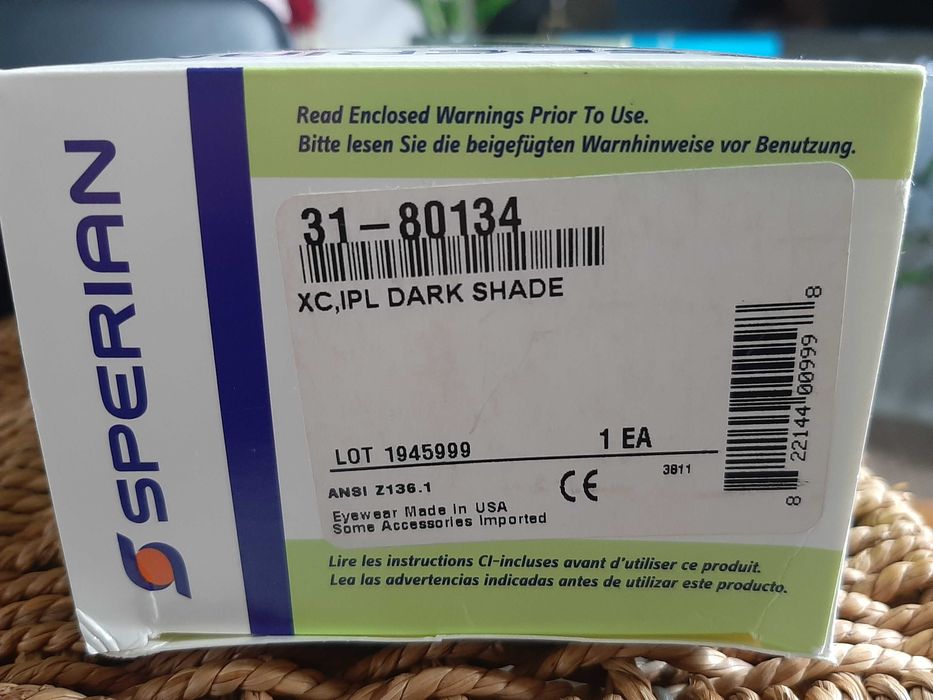 SPERIAN
Read Enclosed Warnings Prior To Use.
Bitte lesen Sie die beigefügten Warnhinweise vor Benutzung.
31-80134
XC,IPL DARK SHADE
8 22144 00999 8
LOT 1945999
1 EA
3811
ANSI Z136.1
CE
Eyewear Made In USA
Some Accessories Imported
Lire les instructions CI-incluses avant d'utiliser ce produit.
Lea las advertencias indicadas antes de utilizar este producto.